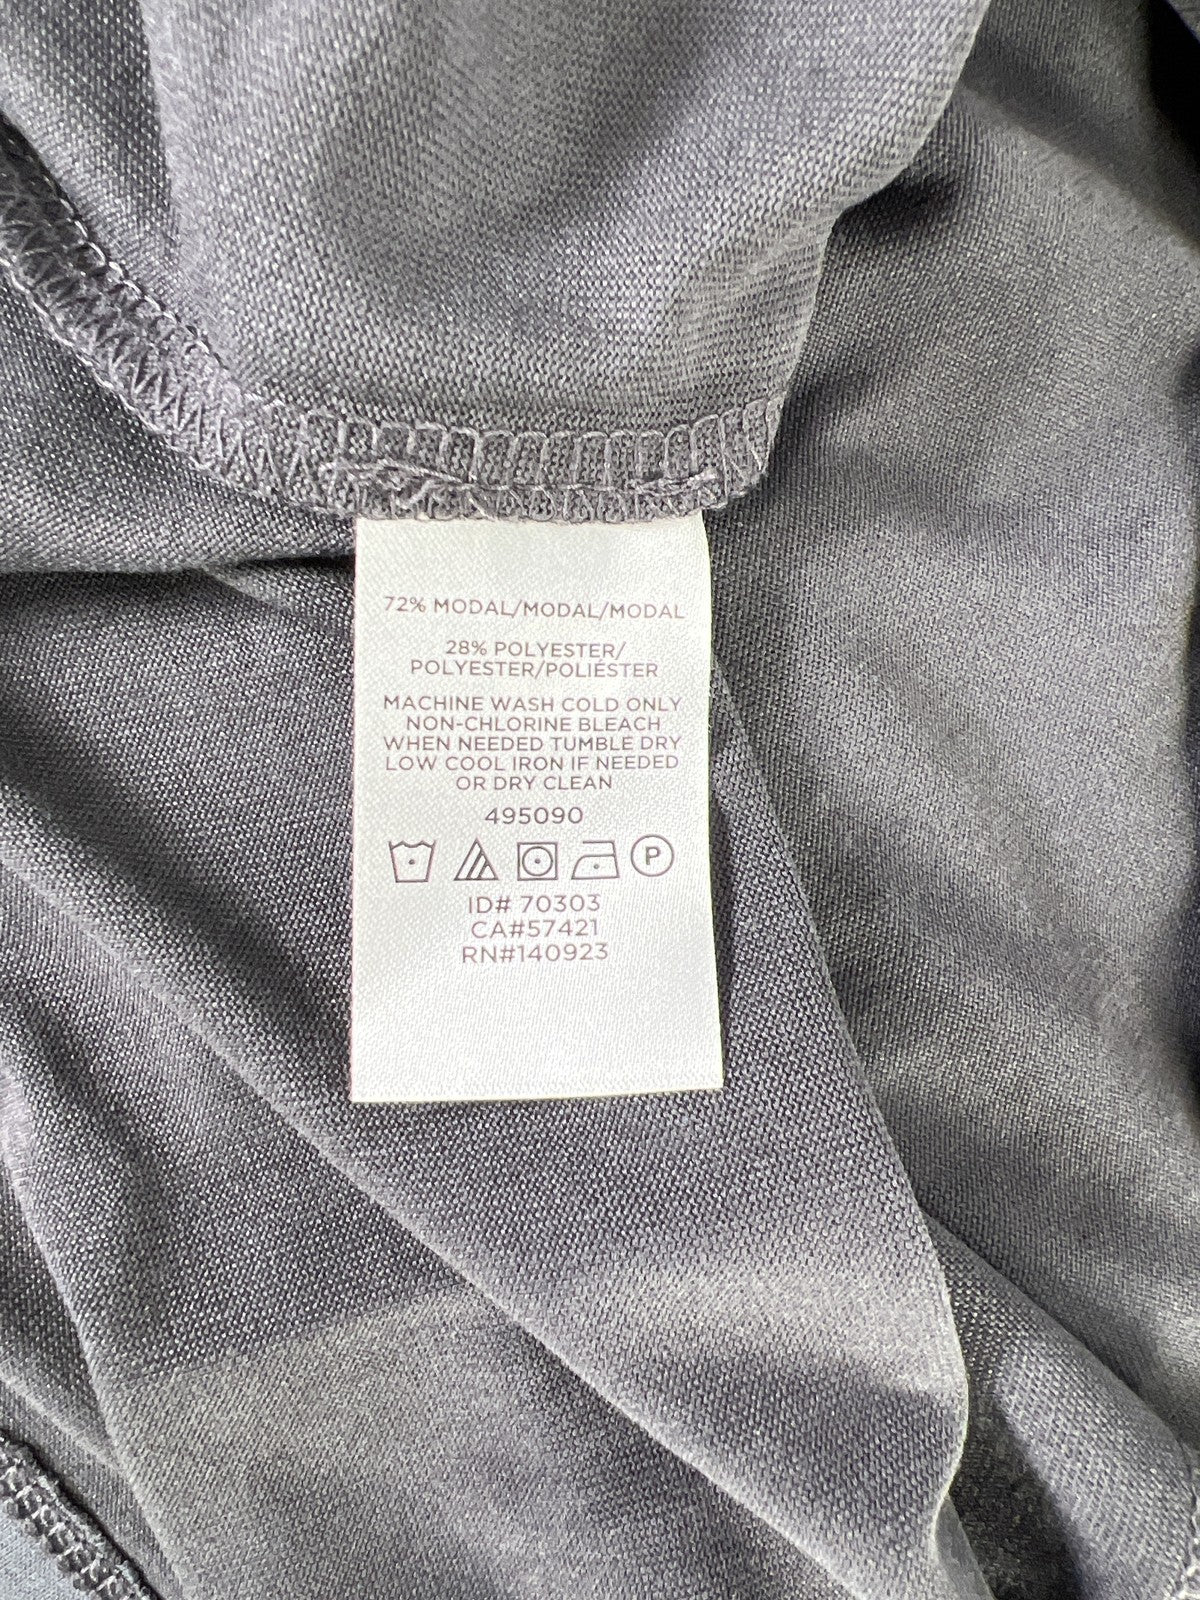 72% MODAL/MODAL/MODAL
28% POLYESTER/
POLYESTER/POLIÉSTER
MACHINE WASH COLD ONLY
NON-CHLORINE BLEACH
WHEN NEEDED TUMBLE DRY
LOW COOL IRON IF NEEDED
OR DRY CLEAN
495090
P
ID# 70303
CA#57421
RN#140923